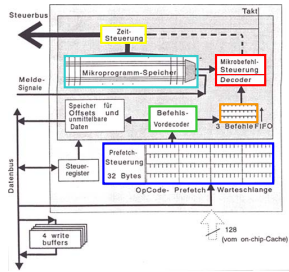 Takt
Steuerbus
Zeit-
Steuerung
Mikrobefehl-
Steuerung
Decoder
Mikroprogramm-Speicher
Melde-
Signale
Speicher für
Offsets und
unmittelbare
Daten
Befehls-
Vordecoder
3 Befehle FIFO
Steuer-
register
Prefetch-
Steuerung
32 Bytes
OpCode- Prefetch Warteschlange
Datenbus
128
(vom on-chip-Cache)
4 write
buffers